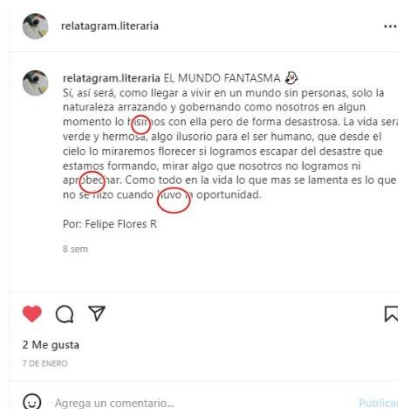 relatagram.literaria
relatagram.literaria EL MUNDO FANTASMA
Sí, así será, como llegar a vivir en un mundo sin personas, solo la
naturaleza arrazando y gobernando como nosotros en algun
momento lo hisimos con ella pero de forma desastrosa. La vida será
verde y hermosa, algo ilusorio para el ser humano, que desde el
cielo lo miraremos florecer si logramos escapar del desastre que
estamos formando, mirar algo que nosotros no logramos ni
aprobechar. Como todo en la vida lo que mas se lamenta es lo que
no se hizo cuando huvo la oportunidad.
Por: Felipe Flores R
8 sem
2 Me gusta
7 DE ENERO
Agrega un comentario... Publicar